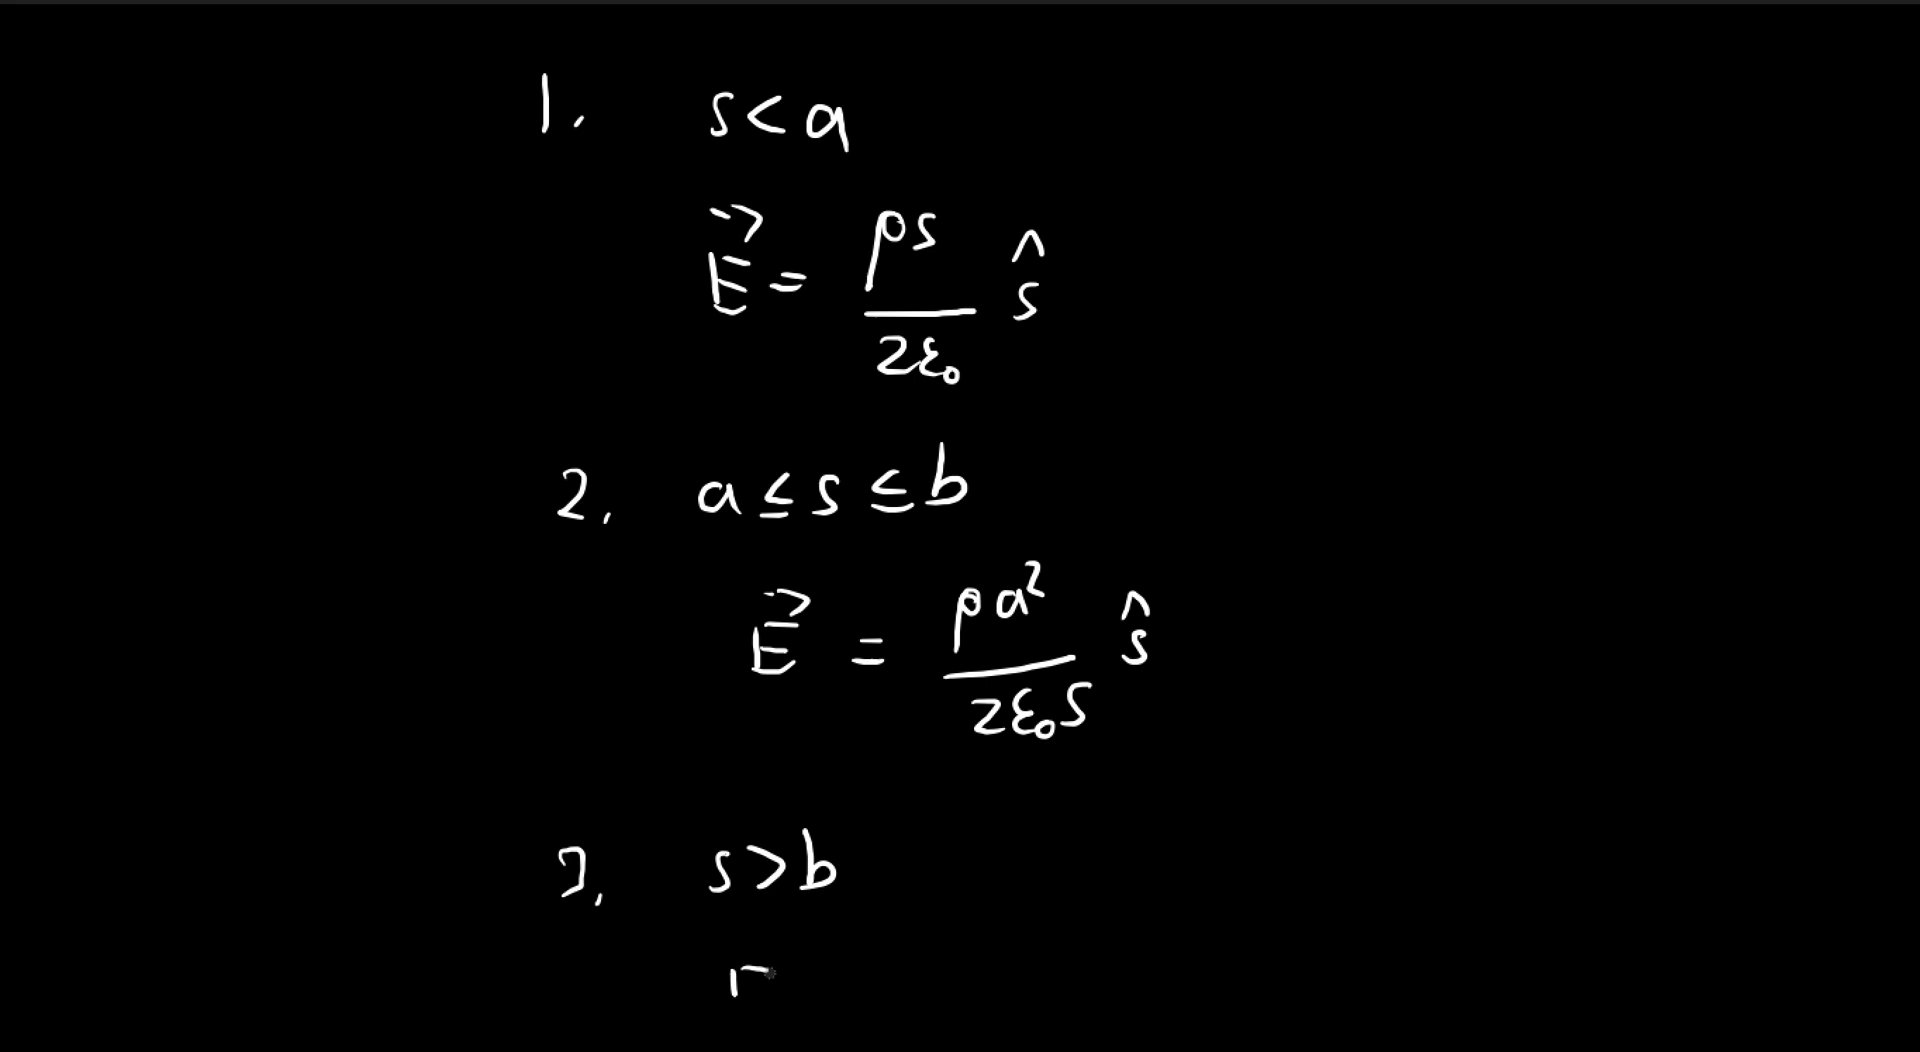 1. s<a
E⃗ = ρs/2ε₀ ŝ
2. a≤s≤b
E⃗ = ρa²/2ε₀s ŝ
3. s>b